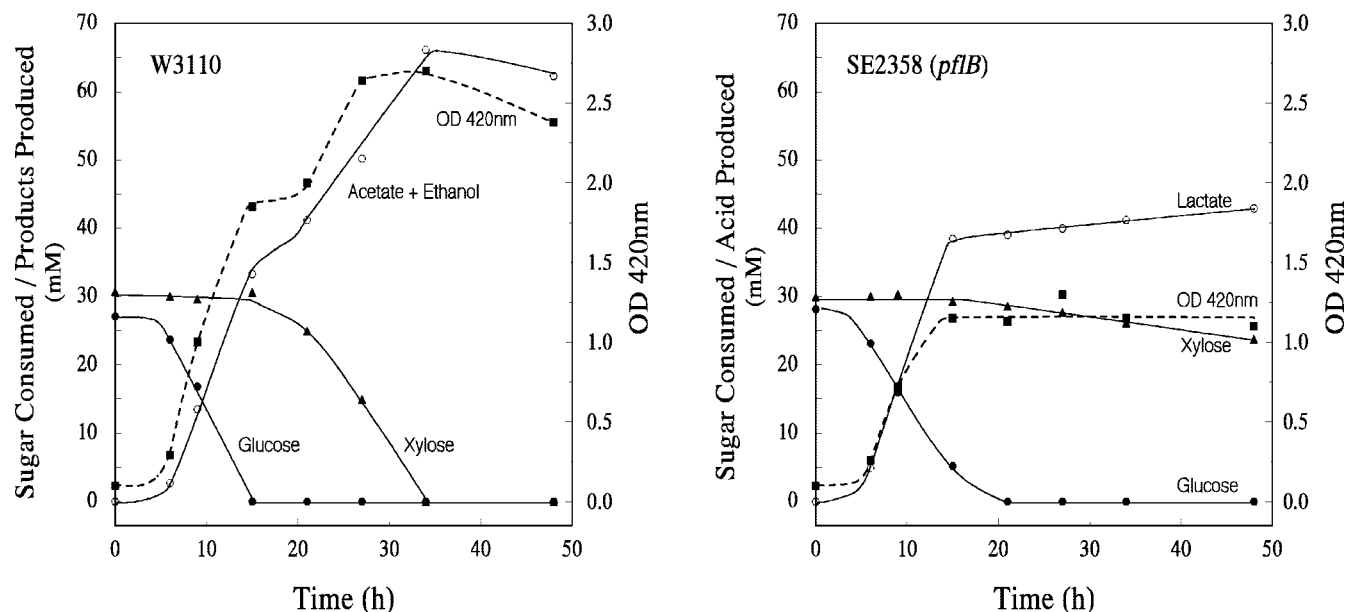 Sugar Consumed / Products Produced
(mM)
70
60
50
40
30
20
10
0
W3110
OD 420nm
Acetate + Ethanol
Glucose
Xylose
3.0
2.5
2.0
1.5
1.0
0.5
0.0
OD 420nm
0 10 20 30 40 50
Time (h)
Sugar Consumed / Acid Produced
(mM)
70
60
50
40
30
20
10
0
SE2358 (pflB)
Lactate
OD 420nm
Xylose
Glucose
3.0
2.5
2.0
1.5
1.0
0.5
0.0
OD 420nm
0 10 20 30 40 50
Time (h)